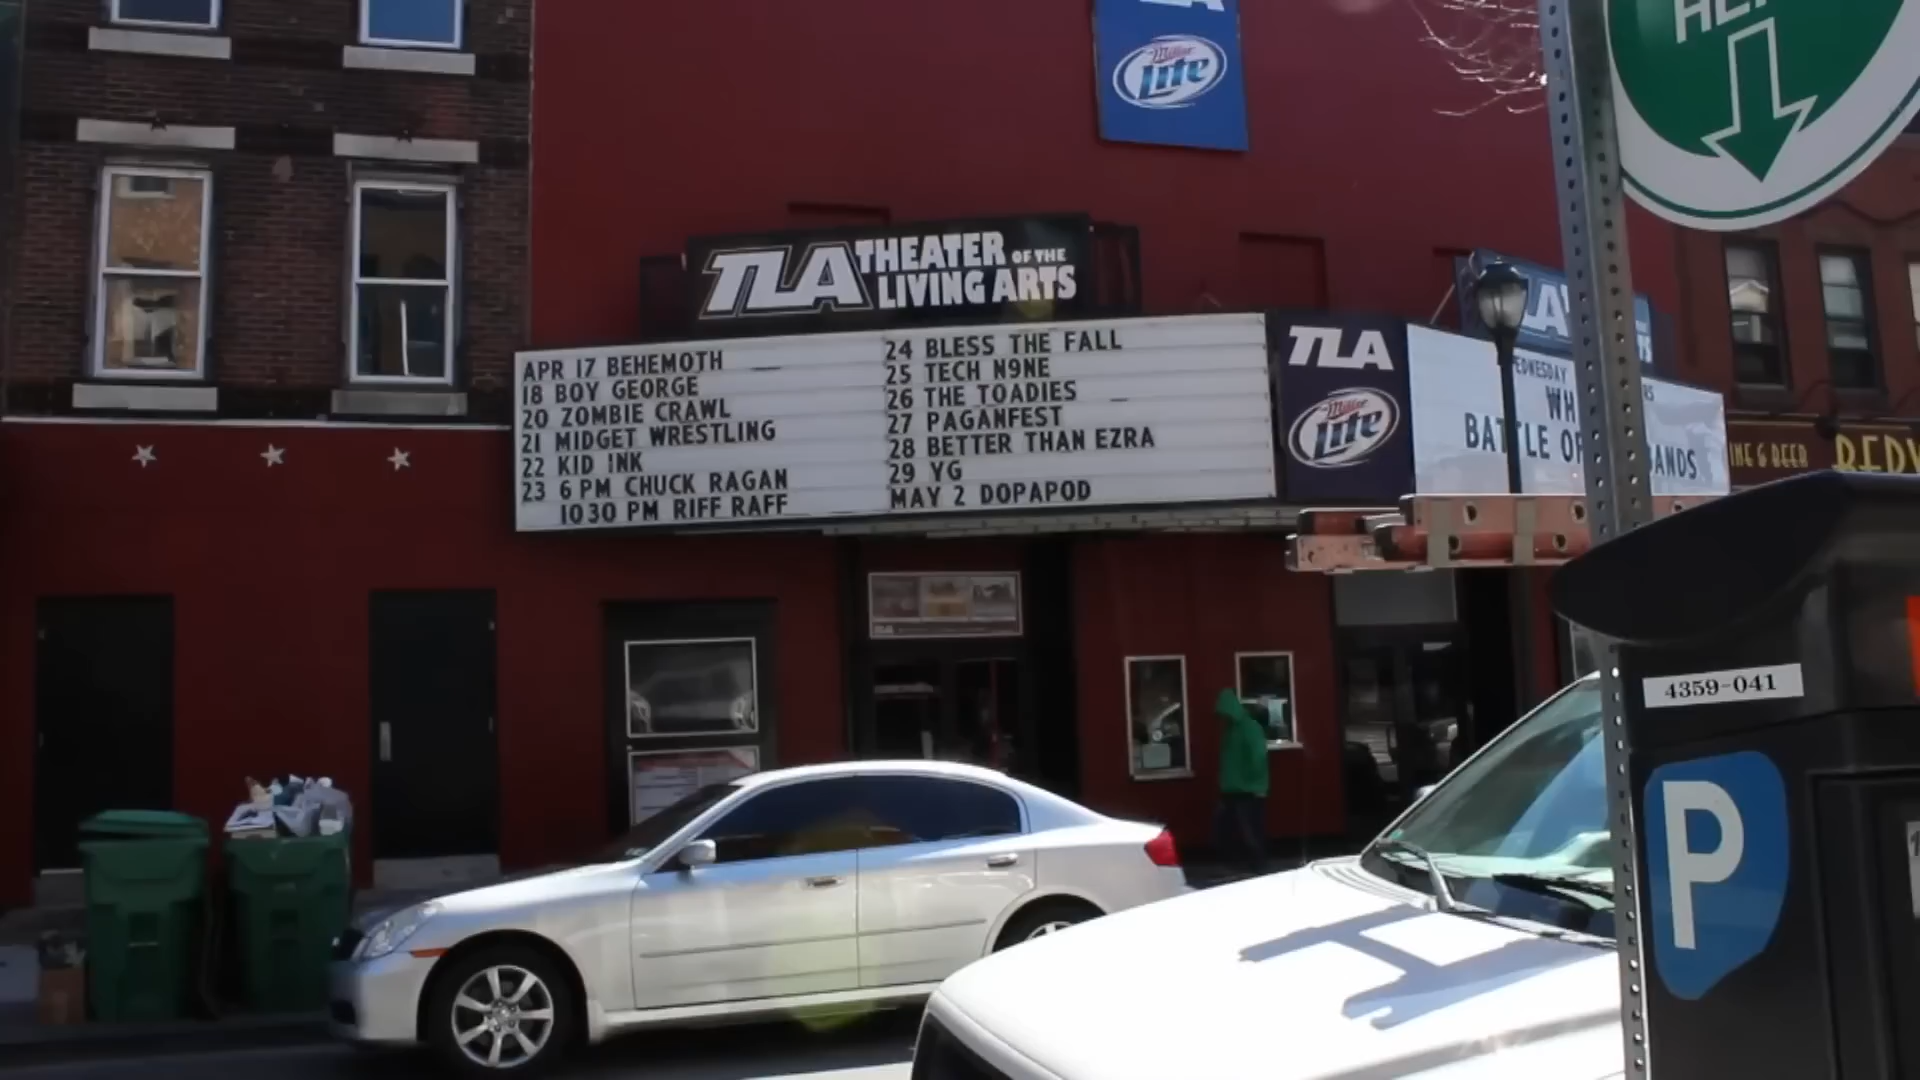 Miller
Lite
TLA THEATER OF THE
LIVING ARTS
APR 17 BEHEMOTH
18 BOY GEORGE
20 ZOMBIE CRAWL
21 MIDGET WRESTLING
22 KID INK
23 6 PM CHUCK RAGAN
10 30 PM RIFF RAFF
24 BLESS THE FALL
25 TECH N9NE
26 THE TOADIES
27 PAGANFEST
28 BETTER THAN EZRA
29 YG
MAY 2 DOPAPOD
TLA
Miller
Lite
BATTLE OF BANDS
& BEER
4359-041
P